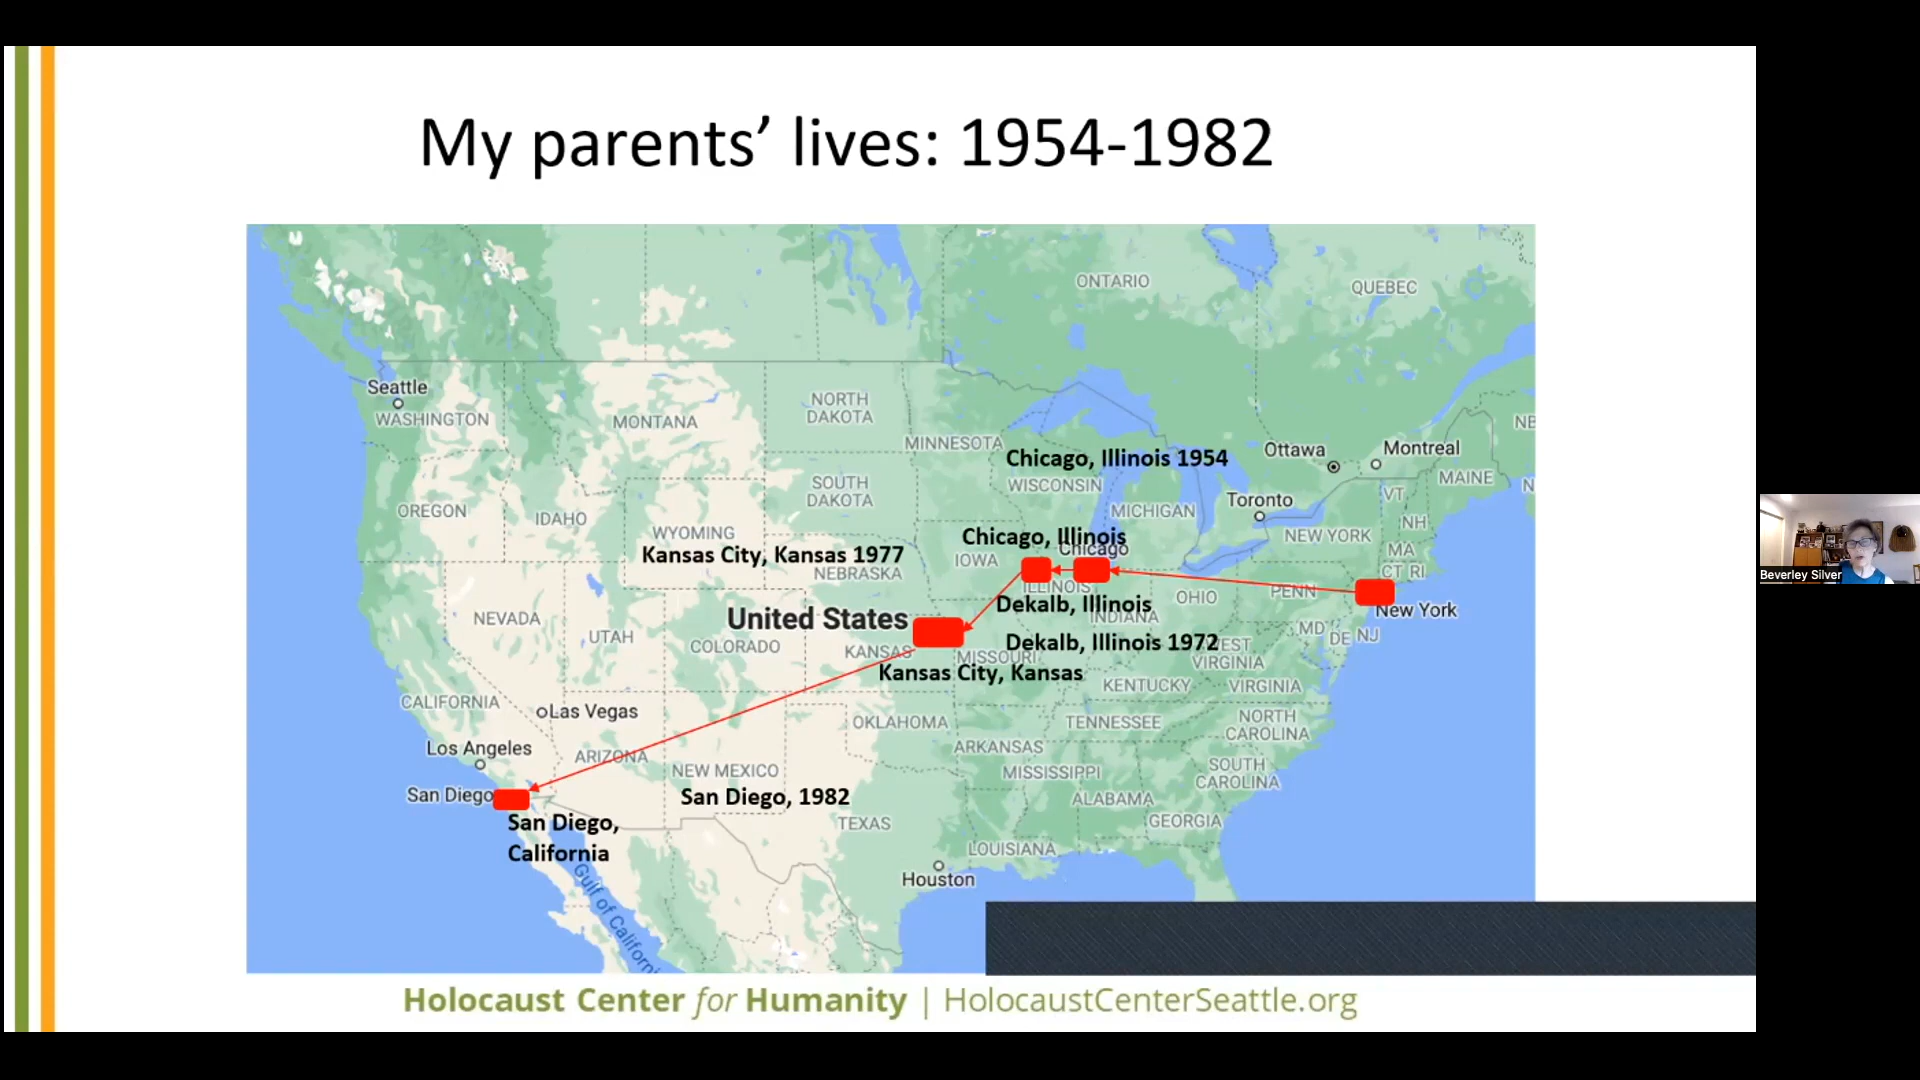 My parents’ lives: 1954-1982
ONTARIO
QUEBEC
Seattle
WASHINGTON
MONTANA
NORTH
DAKOTA
MINNESOTA
Chicago, Illinois 1954
Ottawa
Montreal
NB
MAINE
OREGON
IDAHO
SOUTH
DAKOTA
WISCONSIN
Toronto
VT
N
WYOMING
MICHIGAN
NEW YORK
NH
Kansas City, Kansas 1977
NEBRASKA
Chicago, Illinois
Chicago
IOWA
MA
CT RI
ILLINOIS
PENN
OHIO
New York
NEVADA
United States
Dekalb, Illinois
INDIANA
MD
DE
NJ
UTAH
COLORADO
KANSAS
MISSOURI
Dekalb, Illinois 1972
WEST
VIRGINIA
Kansas City, Kansas
KENTUCKY
VIRGINIA
CALIFORNIA
Las Vegas
OKLAHOMA
TENNESSEE
NORTH
CAROLINA
Los Angeles
ARIZONA
NEW MEXICO
ARKANSAS
MISSISSIPPI
SOUTH
CAROLINA
San Diego
San Diego, 1982
ALABAMA
San Diego,
California
TEXAS
GEORGIA
LOUISIANA
Houston
Gulf of Californi
Holocaust Center for Humanity | HolocaustCenterSeattle.org
Beverley Silver